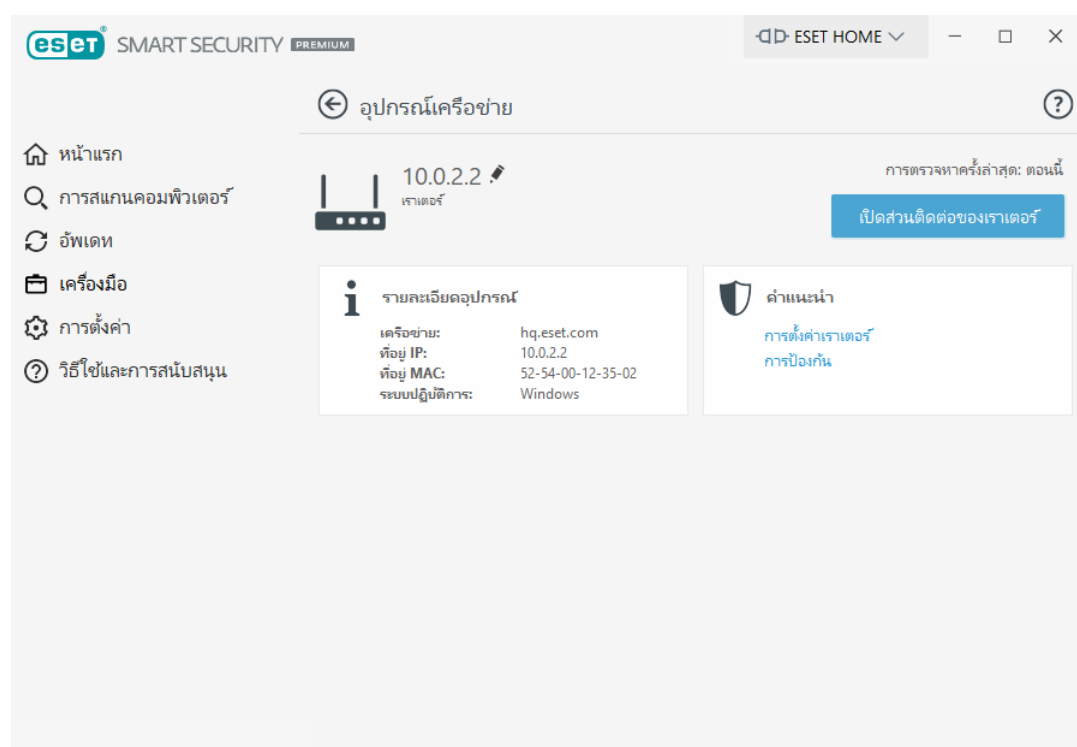 eset® SMART SECURITY PREMIUM
ESET HOME
อุปกรณ์เครือข่าย
หน้าแรก
การสแกนคอมพิวเตอร์
อัพเดท
เครื่องมือ
การตั้งค่า
วิธีใช้และการสนับสนุน
10.0.2.2
เราเตอร์
การตรวจหาครั้งล่าสุด: ตอนนี้
เปิดส่วนติดต่อของเราเตอร์
รายละเอียดอุปกรณ์
เครือข่าย: hq.eset.com
ที่อยู่ IP: 10.0.2.2
ที่อยู่ MAC: 52-54-00-12-35-02
ระบบปฏิบัติการ: Windows
คำแนะนำ
การตั้งค่าเราเตอร์
การป้องกัน